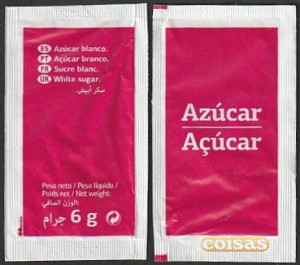 ES Azúcar blanco.
PT Açúcar branco.
FR Sucre blanc.
UK White sugar.
سكر أبيض.
Peso neto / Peso líquido /
Poids net / Net weight:
الوزن الصافي:
6 g جرام
Azúcar
Açúcar
coisas